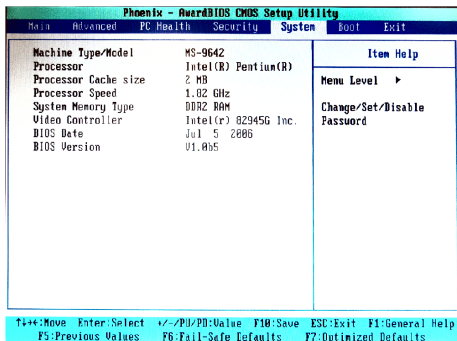 Phoenix - AwardBIOS CMOS Setup Utility
Main Advanced PC Health Security System Boot Exit
Machine Type/Model MS-9642
Processor Intel(R) Pentium(R)
Processor Cache size 2 MB
Processor Speed 1.82 GHz
System Memory Type DDR2 RAM
Video Controller Intel(r) 82945G Inc.
BIOS Date Jul 5 2006
BIOS Version V1.0b5
Item Help
Menu Level ▶
Change/Set/Disable
Password
↑↓→←:Move Enter:Select +/-/PU/PD:Value F10:Save ESC:Exit F1:General Help
F5:Previous Values F6:Fail-Safe Defaults F7:Optimized Defaults